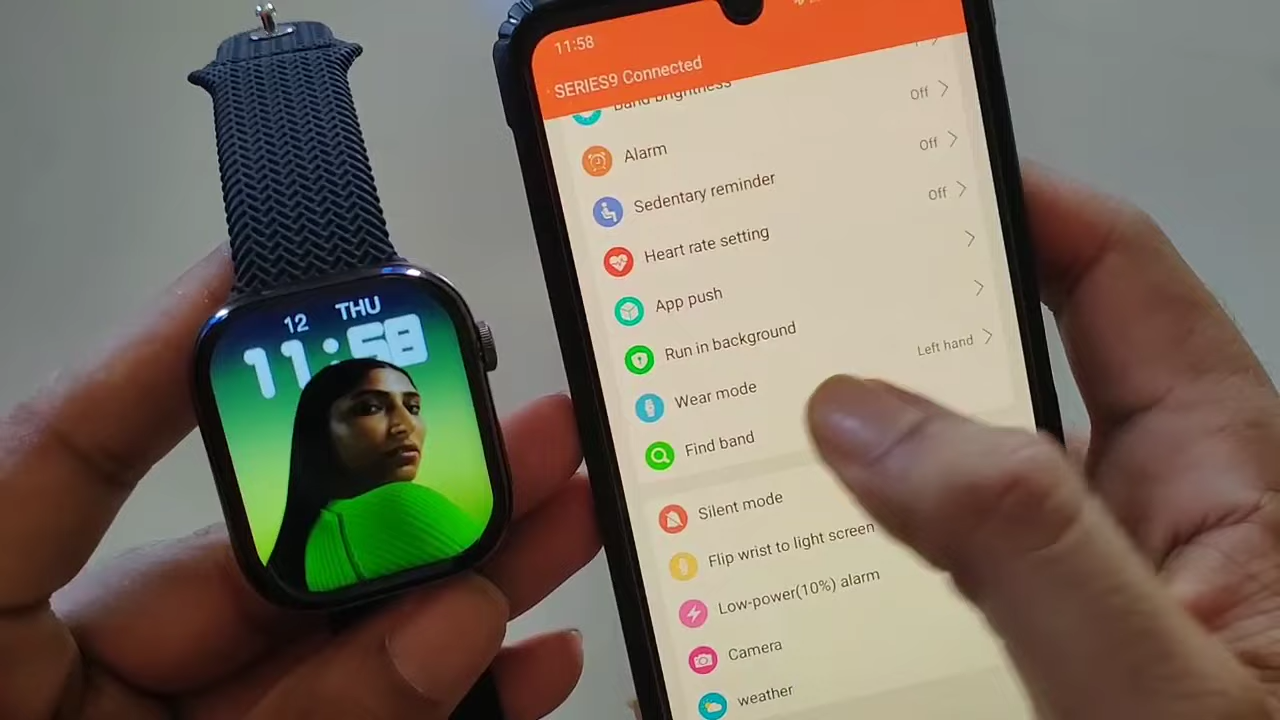 12 THU
11:58
11:58
SERIES9 Connected
Band brightness
Alarm
Off
Sedentary reminder
Off
Heart rate setting
Off
App push
Run in background
Wear mode
Left hand
Find band
Silent mode
Flip wrist to light screen
Low-power(10%) alarm
Camera
weather